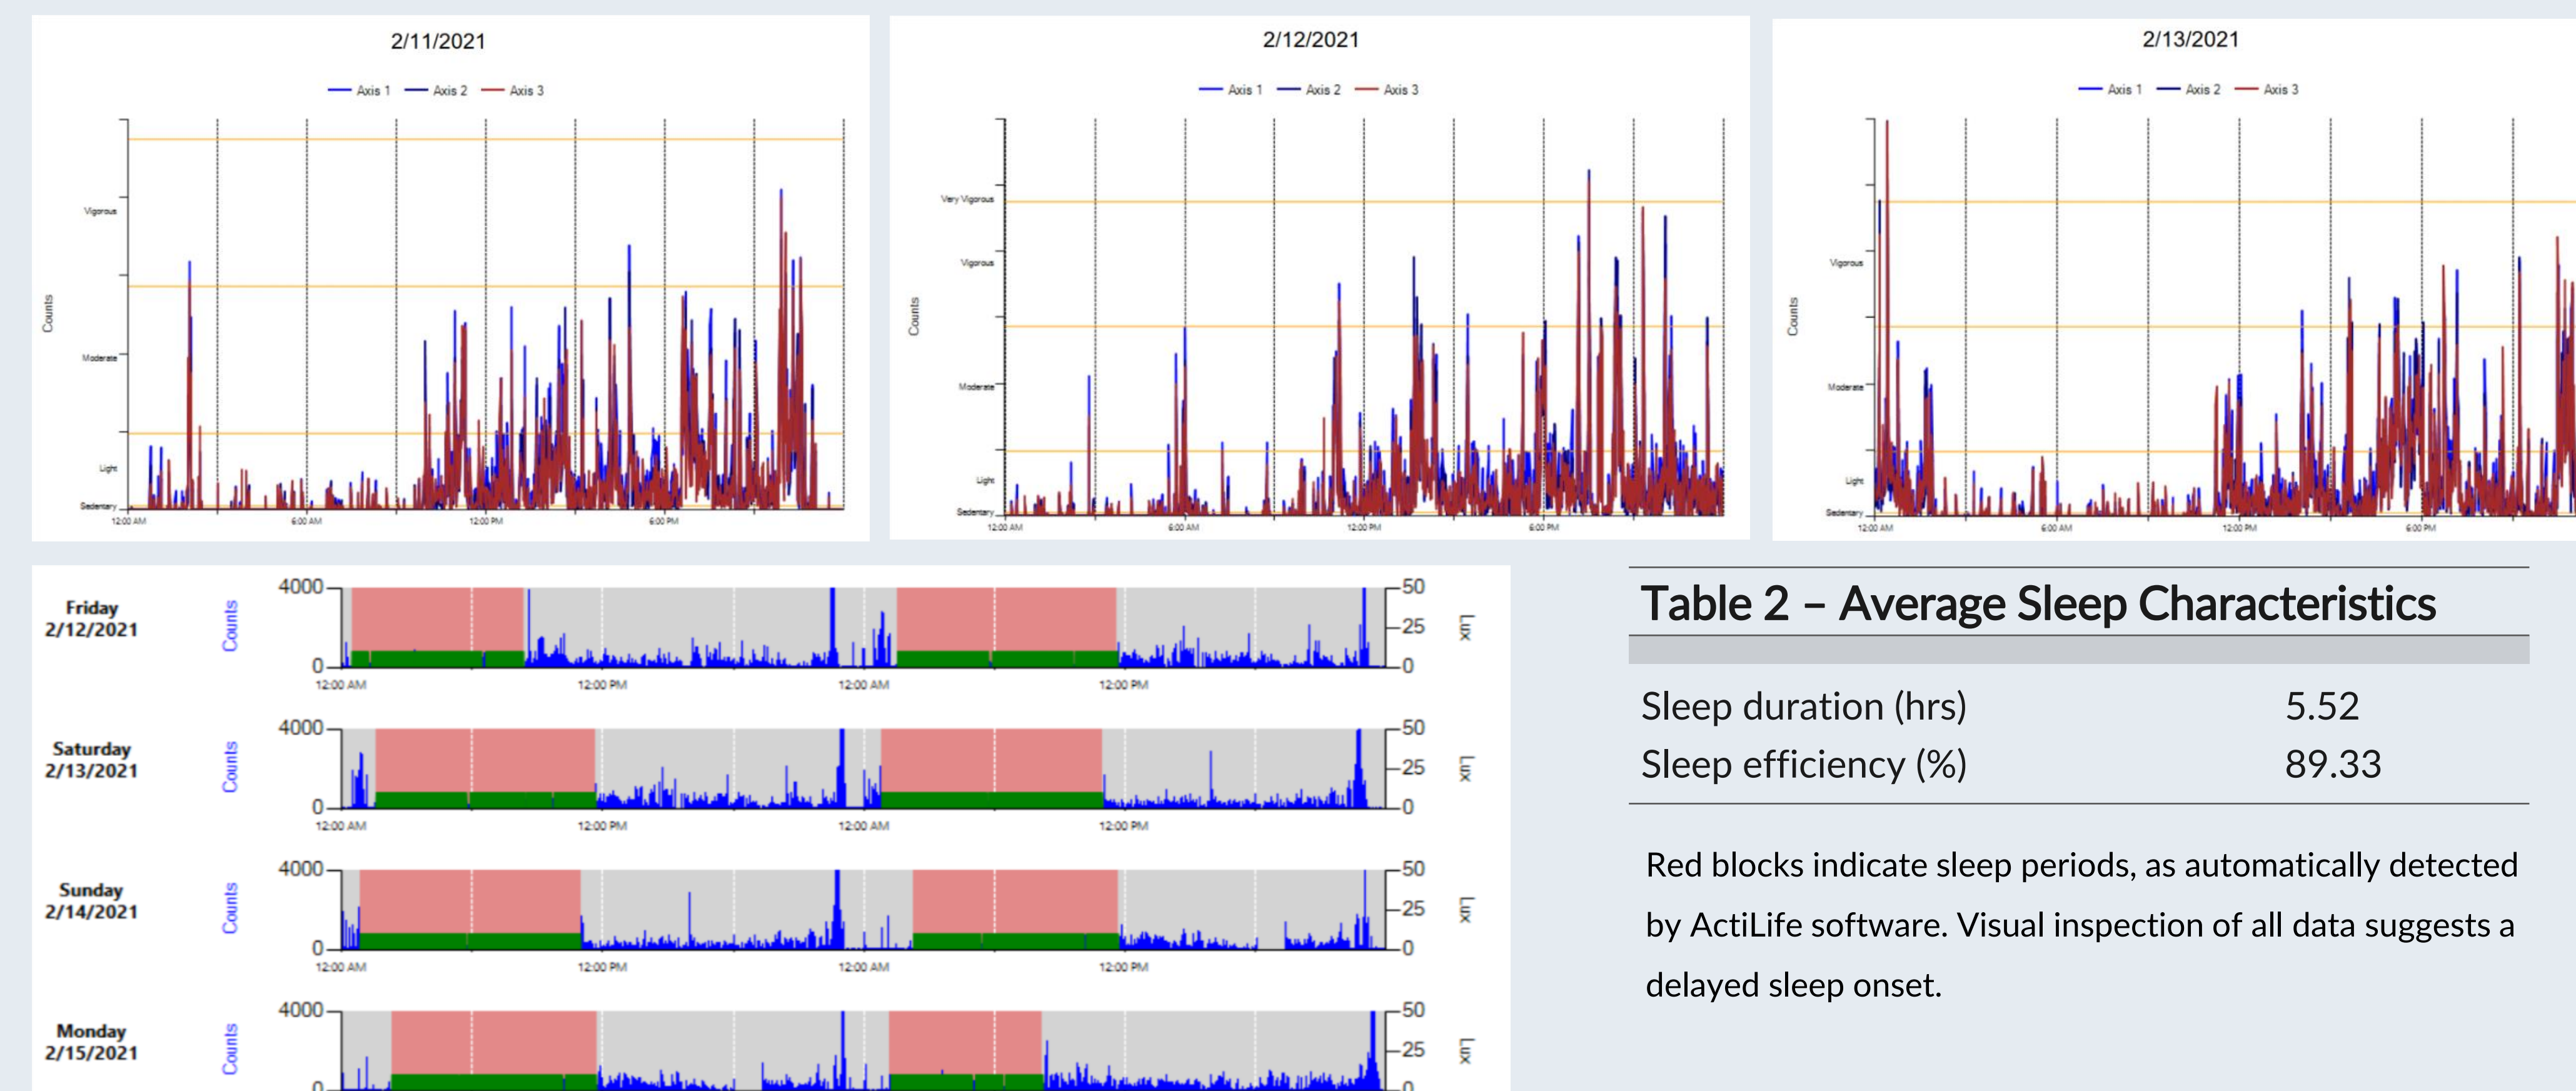 2/11/2021
Axis 1 Axis 2 Axis 3
Counts
Vigorous
Moderate
Light
Sedentary
12:00 AM 6:00 AM 12:00 PM 6:00 PM
2/12/2021
Axis 1 Axis 2 Axis 3
Counts
Very Vigorous
Vigorous
Moderate
Light
Sedentary
12:00 AM 6:00 AM 12:00 PM 6:00 PM
2/13/2021
Axis 1 Axis 2 Axis 3
Counts
Vigorous
Moderate
Light
Sedentary
12:00 AM 6:00 AM 12:00 PM 6:00 PM
Friday
2/12/2021
Counts
4000
0
50
25
0
Lux
12:00 AM 12:00 PM 12:00 AM 12:00 PM
Saturday
2/13/2021
Counts
4000
0
50
25
0
Lux
12:00 AM 12:00 PM 12:00 AM 12:00 PM
Sunday
2/14/2021
Counts
4000
0
50
25
0
Lux
12:00 AM 12:00 PM 12:00 AM 12:00 PM
Monday
2/15/2021
Counts
4000
0
50
25
0
Lux
Table 2 – Average Sleep Characteristics
Sleep duration (hrs) 5.52
Sleep efficiency (%) 89.33
Red blocks indicate sleep periods, as automatically detected
by ActiLife software. Visual inspection of all data suggests a
delayed sleep onset.